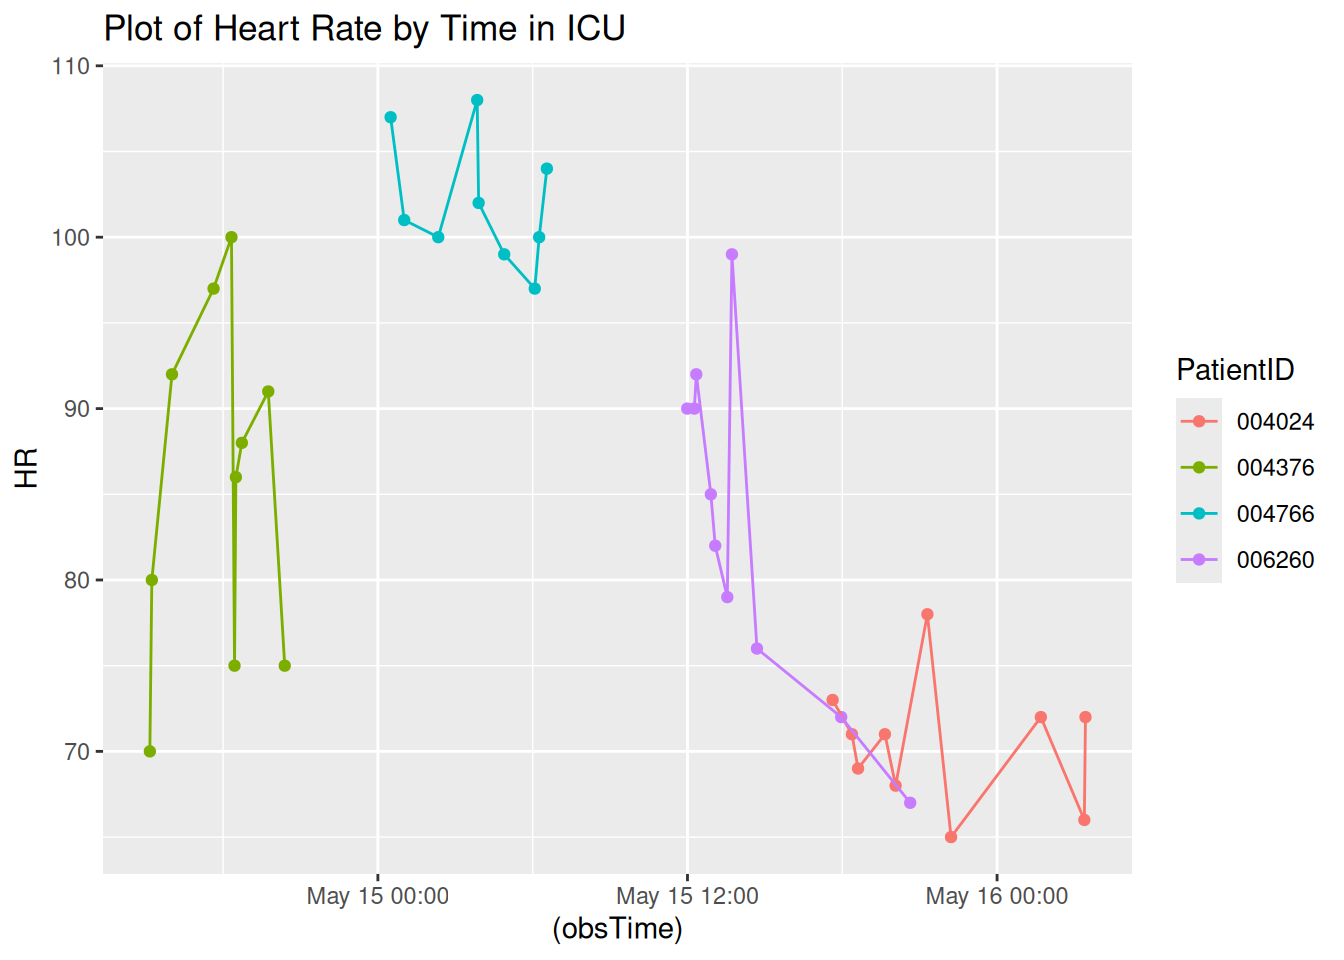 Plot of Heart Rate by Time in ICU
110
100
90
80
70
HR
May 15 00:00
May 15 12:00
May 16 00:00
(obsTime)
PatientID
004024
004376
004766
006260